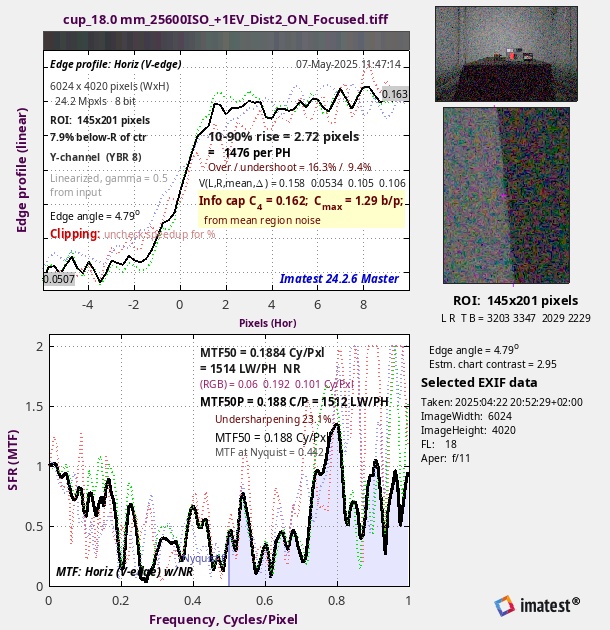 cup_18.0 mm_25600ISO_+1EV_Dist2_ON_Focused.tiff
Edge profile: Horiz (V-edge)
07-May-2025 11:47:14
6024 x 4020 pixels (WxH)
24.2 Mpxls   8 bit
0.163
ROI:  145x201 pixels
7.9% below-R of ctr
10-90% rise = 2.72 pixels
=   1476 per PH
Y-channel  (YBR 8)
Over / undershoot = 16.3% /  9.4%
Linearized, gamma = 0.5
from input
V(L,R,mean,Δ) = 0.158  0.0534  0.105  0.106
Info cap  C4 = 0.162;  Cmax = 1.29 b/p;
from mean region noise
Edge angle = 4.79o
Clipping: uncheck speedup for %
0.0507
Imatest 24.2.6 Master
Edge profile (linear)
-4 -2 0 2 4 6 8
Pixels (Hor)
ROI:  145x201 pixels
L R  T B = 3203 3347  2029 2229
MTF50 = 0.1884 Cy/Pxl
= 1514 LW/PH  NR
(RGB) = 0.06  0.192  0.101 Cy/Pxl
MTF50P = 0.188 C/P = 1512 LW/PH
Undersharpening 23.1%
MTF50 = 0.188 Cy/Pxl
MTF at Nyquist = 0.442
2
1.5
1
0.5
0
SFR (MTF)
Nyquist
MTF: Horiz (V-edge) w/NR
0 0.2 0.4 0.6 0.8 1
Frequency, Cycles/Pixel
Edge angle = 4.79o
Estm. chart contrast = 2.95
Selected EXIF data
Taken: 2025:04:22 20:52:29+02:00
ImageWidth:  6024
ImageHeight:  4020
FL:   18
Aper:  f/11
imatest®